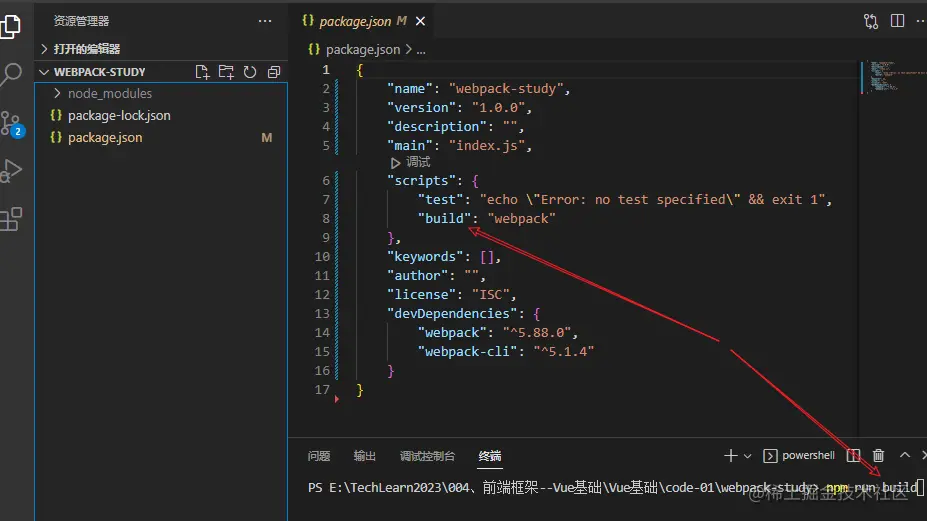 资源管理器
打开的编辑器
WEBPACK-STUDY
node_modules
{} package-lock.json
{} package.json M
2
{} package.json M
{} package.json > ...
1 {
2 "name": "webpack-study",
3 "version": "1.0.0",
4 "description": "",
5 "main": "index.js",
调试
6 "scripts": {
7 "test": "echo \"Error: no test specified\" && exit 1",
8 "build": "webpack"
9 },
10 "keywords": [],
11 "author": "",
12 "license": "ISC",
13 "devDependencies": {
14 "webpack": "^5.88.0",
15 "webpack-cli": "^5.1.4"
16 }
17 }
问题 输出 调试控制台 终端 powershell
PS E:\TechLearn2023\004、前端框架--Vue基础\Vue基础\code-01\webpack-study> npm run build
@稀土掘金技术社区